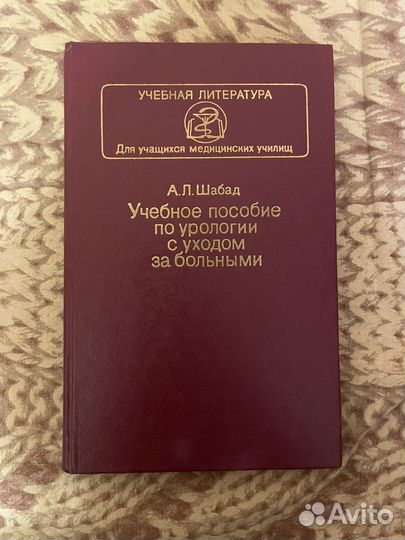 УЧЕБНАЯ ЛИТЕРАТУРА
Для учащихся медицинских училищ
А.Л.Шабад
Учебное пособие
по урологии
с уходом
за больными
Avito